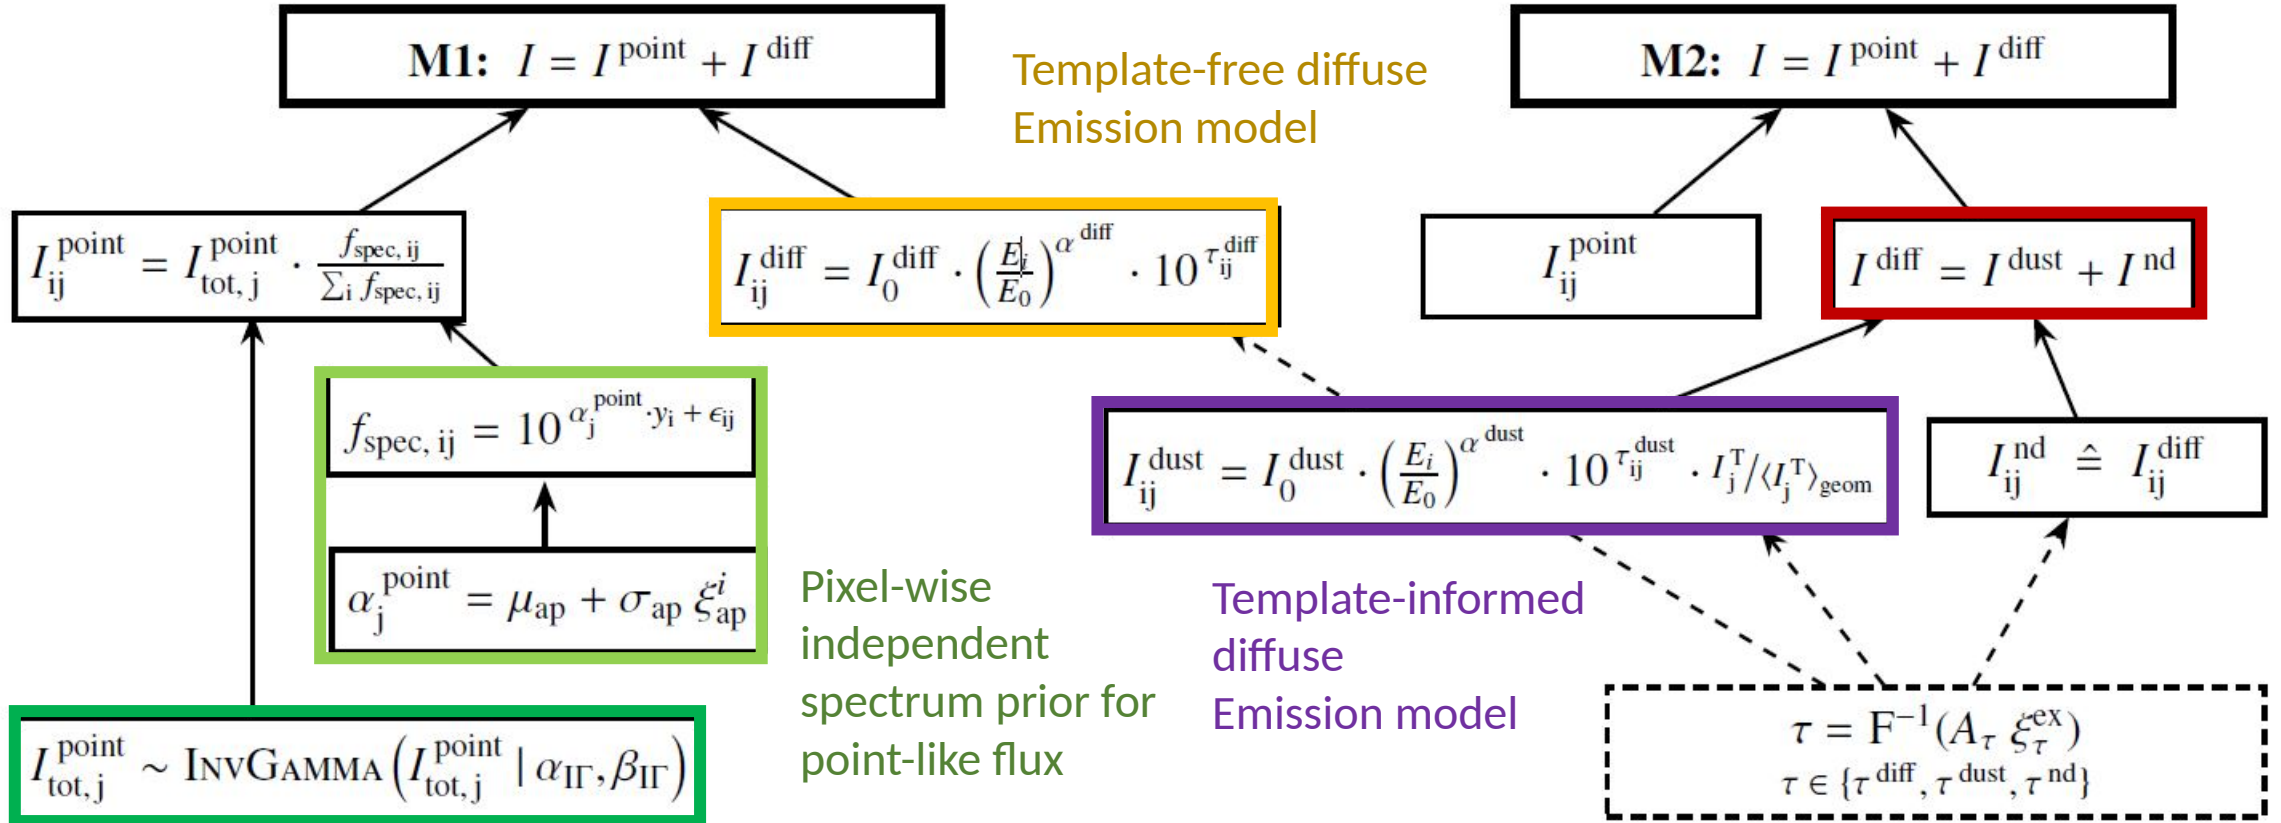 M1: I = I^point + I^diff
Template-free diffuse
Emission model
M2: I = I^point + I^diff
I_ij^point = I_tot, j^point · f_spec, ij / ∑_i f_spec, ij
I_ij^diff = I_0^diff · (E_i/E_0)^α^diff · 10^τ_ij^diff
I_ij^point
I^diff = I^dust + I^nd
f_spec, ij = 10^α_j^point·y_i + ϵ_ij
I_ij^dust = I_0^dust · (E_i/E_0)^α^dust · 10^τ_ij^dust · I_j^T/⟨I_j^T⟩_geom
I_ij^nd ≙ I_ij^diff
α_j^point = μ_ap + σ_ap ξ_ap^i
Pixel-wise
independent
spectrum prior for
point-like flux
Template-informed
diffuse
Emission model
I_tot, j^point ~ INVGAMMA(I_tot, j^point | α_IΓ, β_IΓ)
τ = F^−1(A_τ ξ_τ^ex)
τ ∈ {τ^diff, τ^dust, τ^nd}